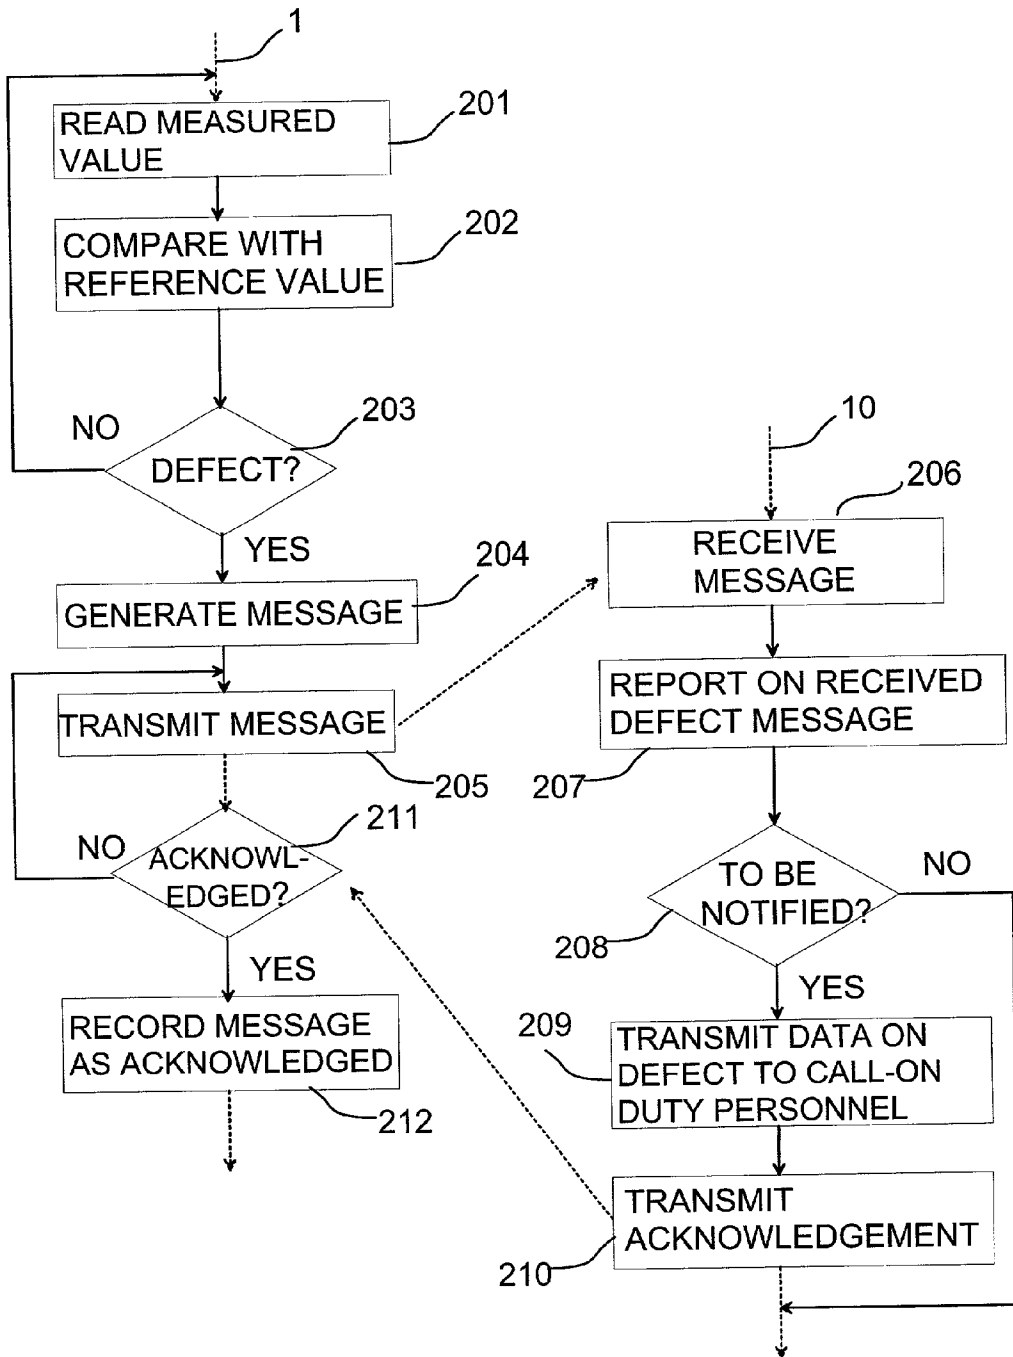 1
READ MEASURED
VALUE
201
COMPARE WITH
REFERENCE VALUE
202
NO
DEFECT?
203
YES
GENERATE MESSAGE
204
TRANSMIT MESSAGE
205
NO
ACKNOWL-
EDGED?
211
YES
RECORD MESSAGE
AS ACKNOWLEDGED
212
10
206
RECEIVE
MESSAGE
REPORT ON RECEIVED
DEFECT MESSAGE
207
TO BE
NOTIFIED?
NO
208
YES
209
TRANSMIT DATA ON
DEFECT TO CALL-ON
DUTY PERSONNEL
TRANSMIT
ACKNOWLEDGEMENT
210